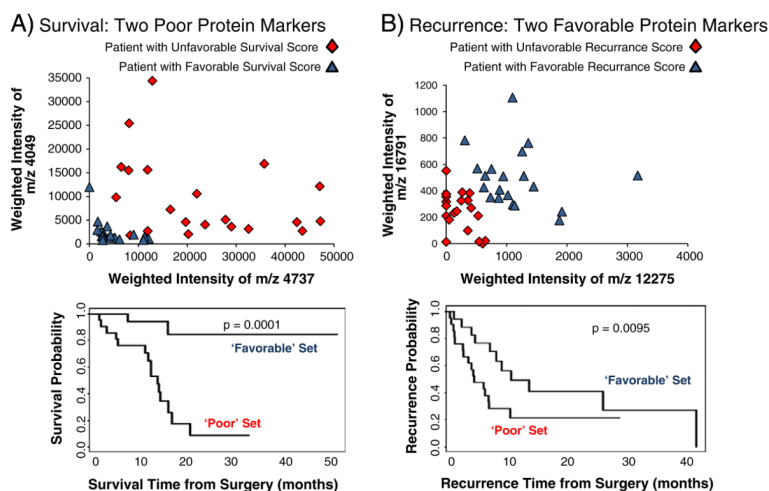 A) Survival: Two Poor Protein Markers
Patient with Unfavorable Survival Score
Patient with Favorable Survival Score
35000
30000
25000
20000
15000
10000
5000
0
Weighted Intensity of
m/z 4049
0
10000
20000
30000
40000
50000
Weighted Intensity of m/z 4737
B) Recurrence: Two Favorable Protein Markers
Patient with Unfavorable Recurrance Score
Patient with Favorable Recurrance Score
1200
1000
800
600
400
200
0
Weighted Intensity of
m/z 16791
0
1000
2000
3000
4000
Weighted Intensity of m/z 12275
Survival Probability
0.0 0.2 0.4 0.6 0.8 1.0
p = 0.0001
'Favorable' Set
'Poor' Set
0 10 20 30 40 50
Survival Time from Surgery (months)
Recurrence Probability
0.0 0.2 0.4 0.6 0.8 1.0
p = 0.0095
'Favorable' Set
'Poor' Set
0 10 20 30 40
Recurrence Time from Surgery (months)